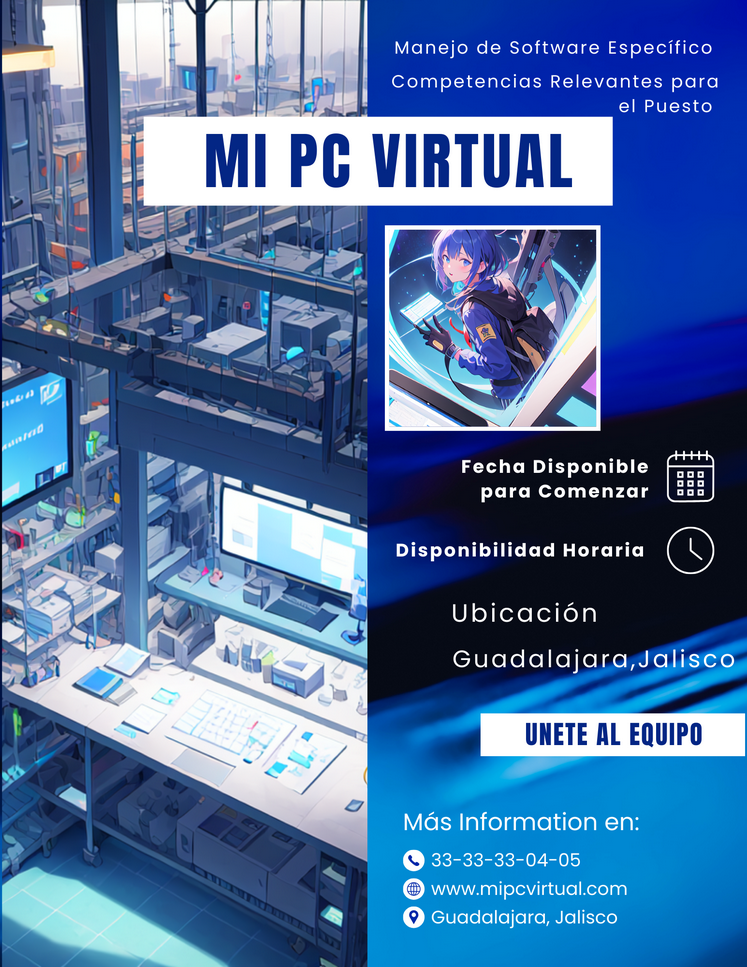 Manejo de Software Específico
Competencias Relevantes para
el Puesto
MI PC VIRTUAL
Fecha Disponible
para Comenzar
Disponibilidad Horaria
Ubicación
Guadalajara,Jalisco
UNETE AL EQUIPO
Más Information en:
33-33-33-04-05
www.mipcvirtual.com
Guadalajara, Jalisco